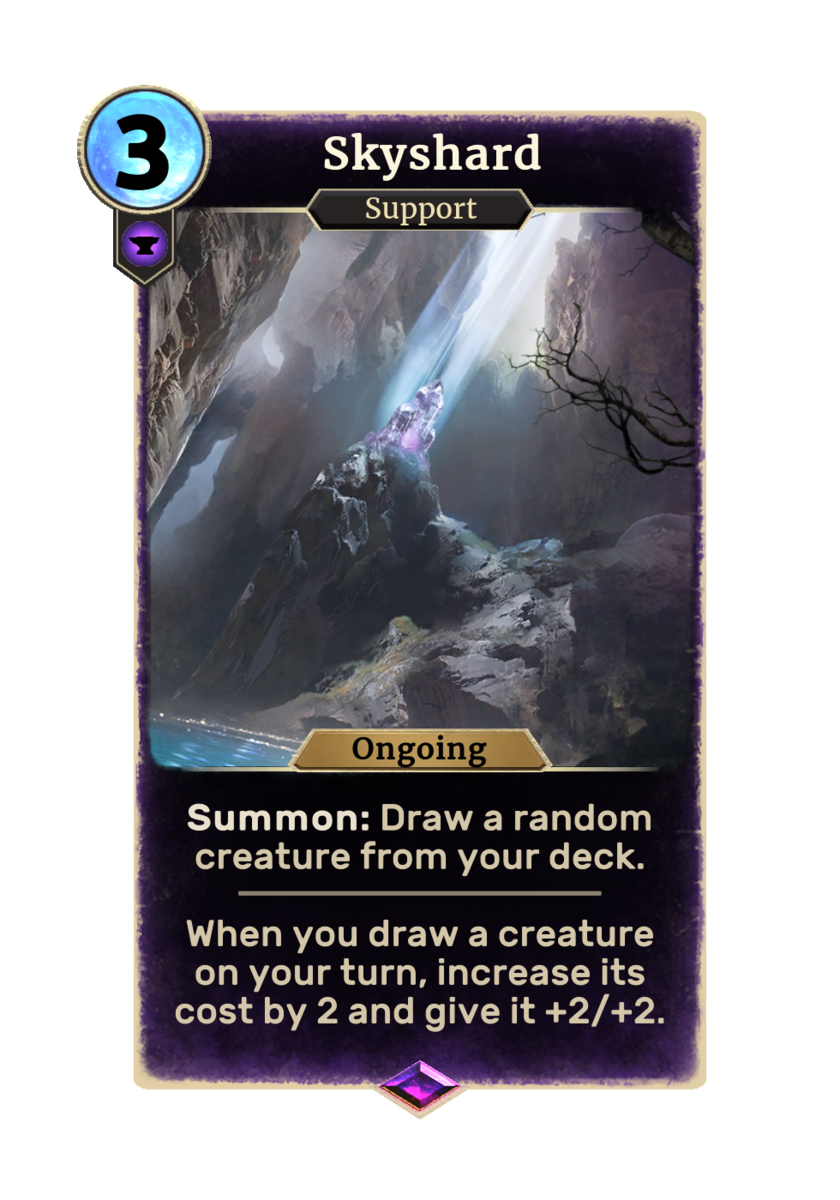 3
Skyshard
Support
Ongoing
Summon: Draw a random
creature from your deck.
When you draw a creature
on your turn, increase its
cost by 2 and give it +2/+2.